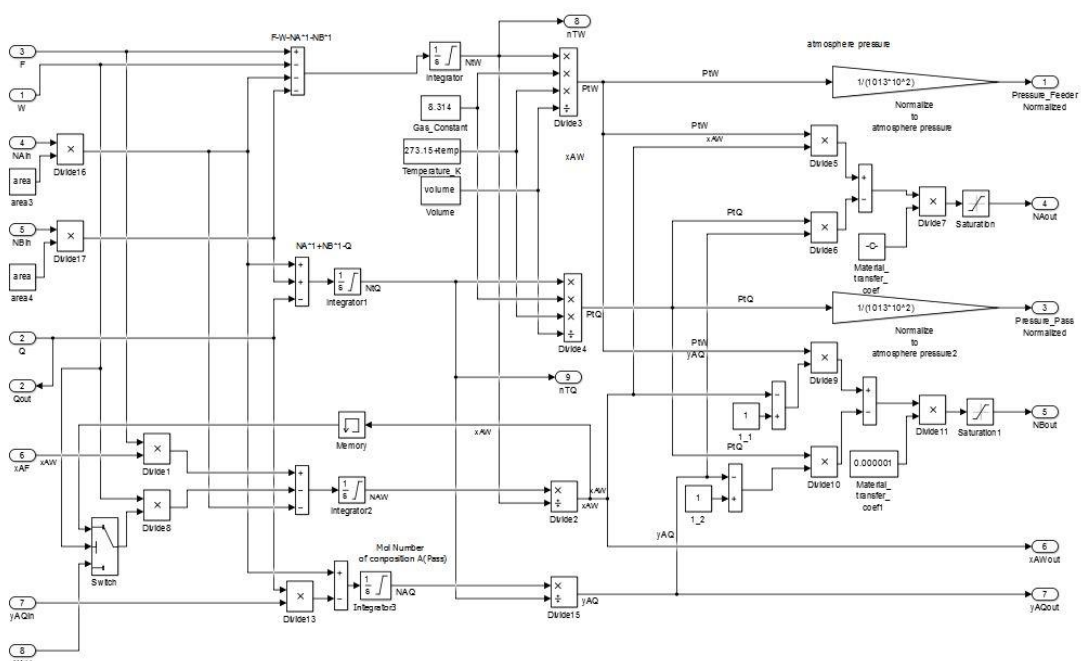 8
nTW
F-W-NA*1-NB*1
atmosphere pressure
3
F
+
-
-
-
1
s
Integrator
NtW
×
×
×
÷
Divide3
PtW
PtW
1/(1013*10^2)
1
Pressure_Feeder
Normalized
Normalize
to
atmosphere pressure
1
W
8.314
Gas_Constant
273.15+temp
Temperature_K
volume
Volume
xAW
PtW
xAW
×
Divide5
4
NAin
×
Divide16
area
area3
PtQ
×
Divide6
+
-
×
Divide7
Saturation
4
NAout
-C-
Material_
transfer_
coef
5
NBin
×
Divide17
area
area4
NA*1+NB*1-Q
+
+
-
1
s
Integrator1
NtQ
×
×
×
÷
Divide4
PtQ
PtQ
1/(1013*10^2)
3
Pressure_Pass
Normalized
Normalize
to
atmosphere pressure2
2
Q
2
Qout
9
nTQ
PtW
yAQ
×
Divide9
-
+
1
1_1
PtQ
+
-
×
Divide11
Saturation1
5
NBout
0.000001
Material_
transfer_
coef1
×
Divide10
-
+
1
1_2
Memory
xAW
6
xAF
xAW
×
Divide1
×
Divide8
+
-
-
1
s
Integrator2
NAW
×
÷
Divide2
xAW
xAW
yAQ
6
xAWout
Switch
Mol Number
of conposition A(Pass)
7
yAQin
×
Divide13
+
-
1
s
Integrator3
NAQ
×
÷
Divide15
yAQ
7
yAQout
8